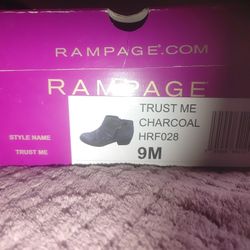 RAMPAGE.COM
RAMPAGE
STYLE NAME
TRUST ME
TRUST ME
CHARCOAL
HRF028
9M